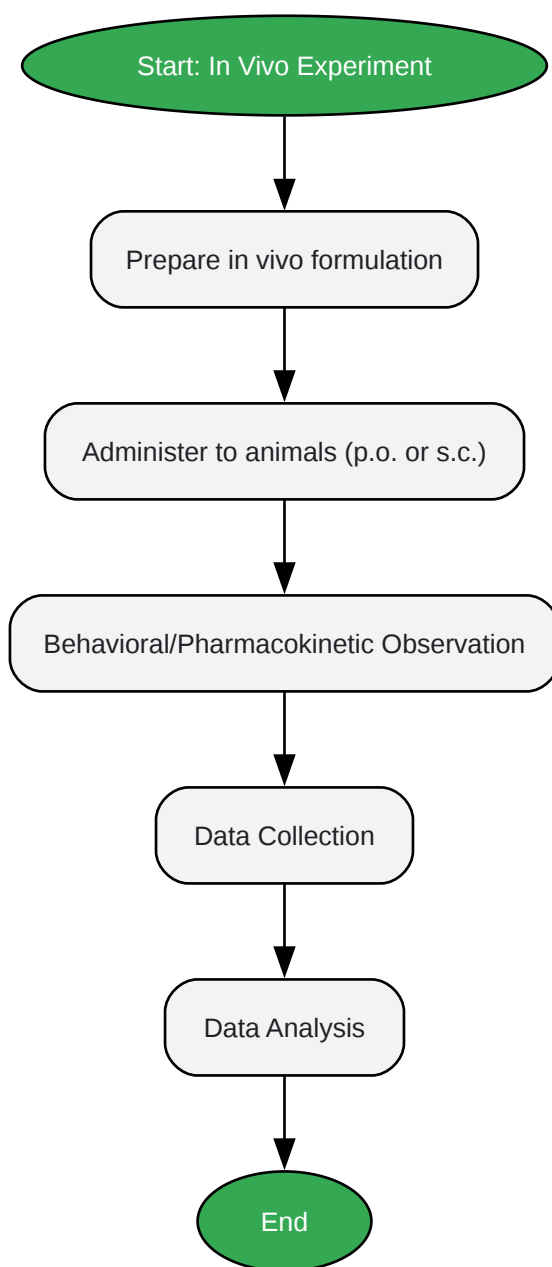 Start: In Vivo Experiment
Prepare in vivo formulation
Administer to animals (p.o. or s.c.)
Behavioral/Pharmacokinetic Observation
Data Collection
Data Analysis
End